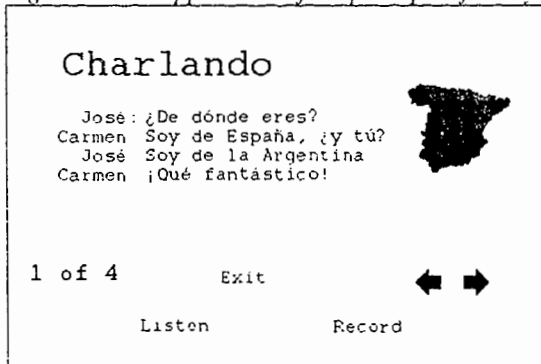 Charlando
José: ¿De dónde eres?
Carmen Soy de España, ¿y tú?
José Soy de la Argentina
Carmen ¡Qué fantástico!
1 of 4
Exit
Listen
Record